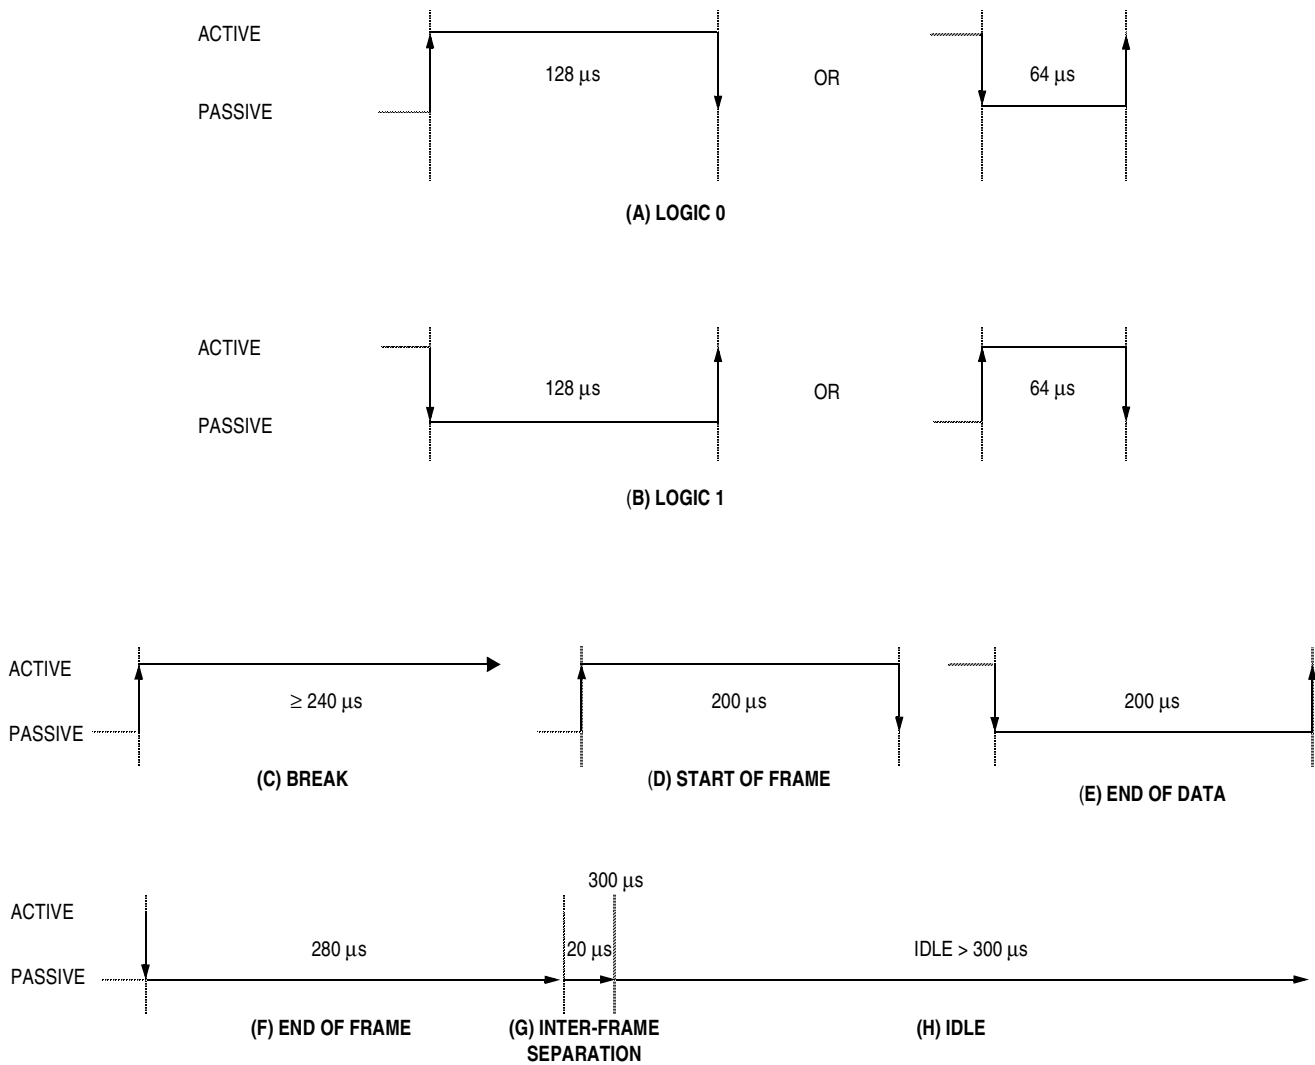 ACTIVE
128 µs
OR
64 µs
PASSIVE
(A) LOGIC 0
ACTIVE
128 µs
OR
64 µs
PASSIVE
(B) LOGIC 1
ACTIVE
≥ 240 µs
200 µs
200 µs
PASSIVE
(C) BREAK
(D) START OF FRAME
(E) END OF DATA
300 µs
ACTIVE
280 µs
20 µs
IDLE > 300 µs
PASSIVE
(F) END OF FRAME
(G) INTER-FRAME
SEPARATION
(H) IDLE